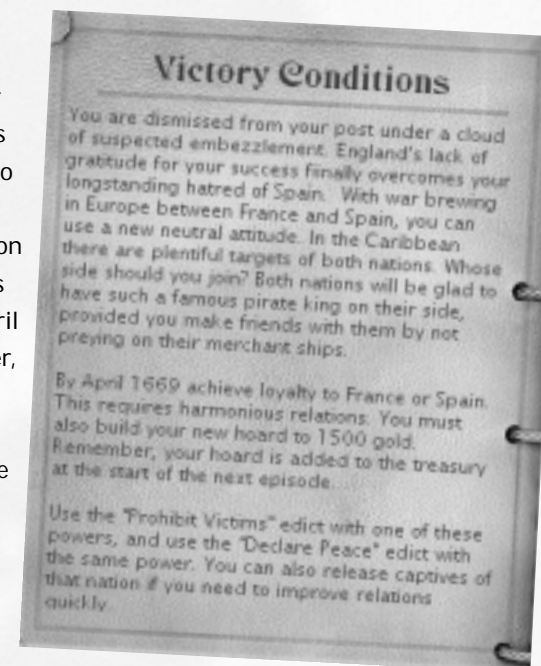 Victory Conditions
You are dismissed from your post under a cloud
of suspected embezzlement. England's lack of
gratitude for your success finally overcomes your
longstanding hatred of Spain. With war brewing
in Europe between France and Spain, you can
use a new neutral attitude. In the Caribbean
there are plentiful targets of both nations. Whose
side should you join? Both nations will be glad to
have such a famous pirate king on their side,
provided you make friends with them by not
preying on their merchant ships.
By April 1669 achieve loyalty to France or Spain.
This requires harmonious relations. You must
also build your new hoard to 1500 gold.
Remember, your hoard is added to the treasury
at the start of the next episode.
Use the "Prohibit Victims" edict with one of these
powers, and use the "Declare Peace" edict with
the same power. You can also release captives of
that nation if you need to improve relations
quickly.
s
o
on
s
ril
er,
e